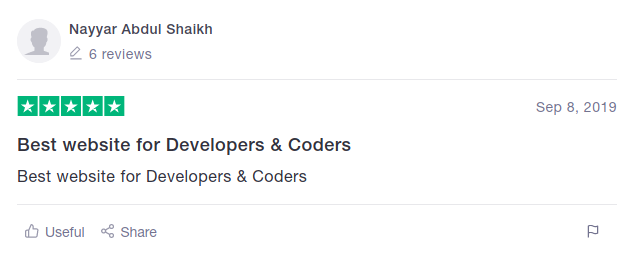 Nayyar Abdul Shaikh
6 reviews
Sep 8, 2019
Best website for Developers & Coders
Best website for Developers & Coders
Useful
Share